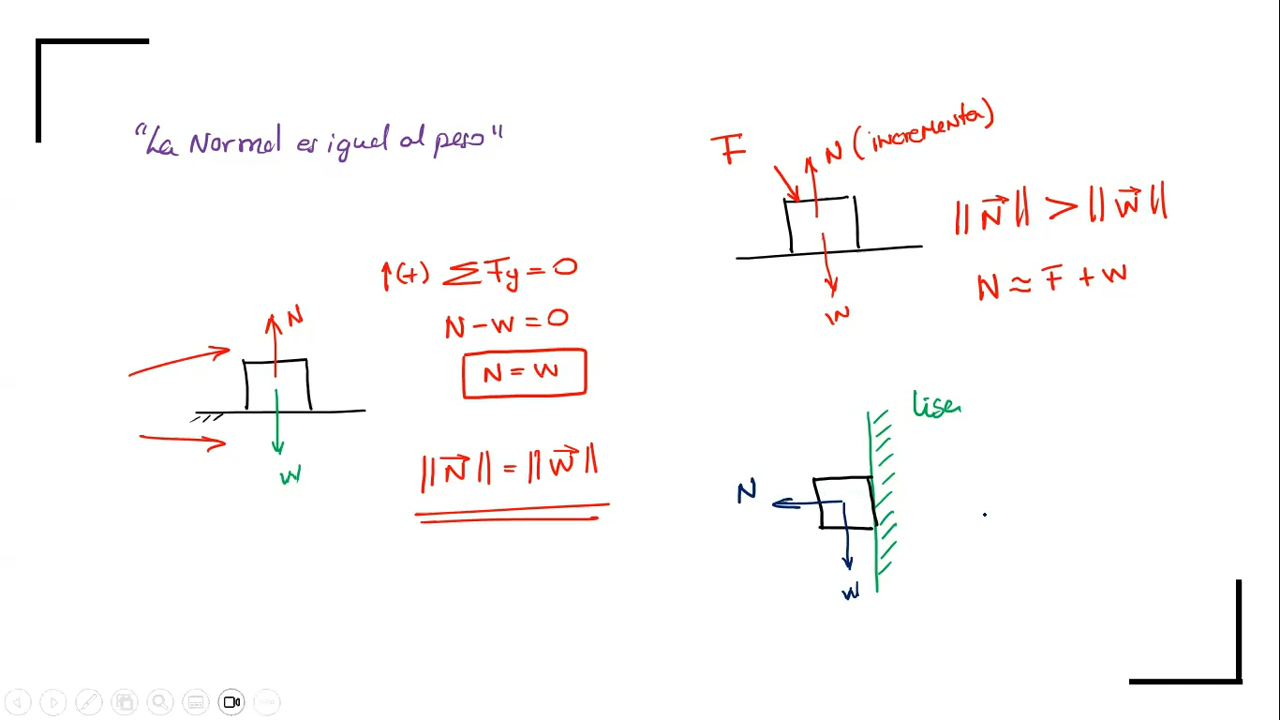 "La Normal es igual al peso"
↑(+) ΣFy = 0
N - W = 0
N = W
||N⃗|| = ||W⃗||
N
W
F
N (incrementa)
W
||N⃗|| > ||W⃗||
N ≈ F + W
lisa
N
W